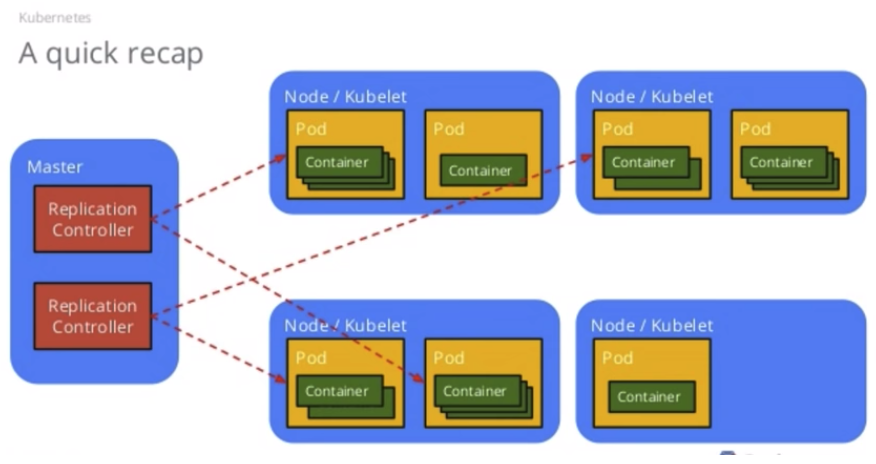 Kubernetes
A quick recap
Master
Replication
Controller
Replication
Controller
Node / Kubelet
Pod
Container
Pod
Container
Node / Kubelet
Pod
Container
Pod
Container
Node / Kubelet
Pod
Container
Pod
Container
Node / Kubelet
Pod
Container